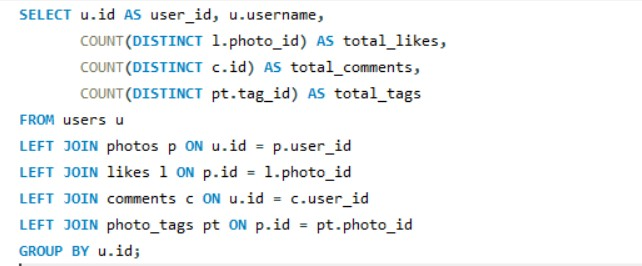 SELECT u.id AS user_id, u.username,
COUNT(DISTINCT l.photo_id) AS total_likes,
COUNT(DISTINCT c.id) AS total_comments,
COUNT(DISTINCT pt.tag_id) AS total_tags
FROM users u
LEFT JOIN photos p ON u.id = p.user_id
LEFT JOIN likes l ON p.id = l.photo_id
LEFT JOIN comments c ON u.id = c.user_id
LEFT JOIN photo_tags pt ON p.id = pt.photo_id
GROUP BY u.id;